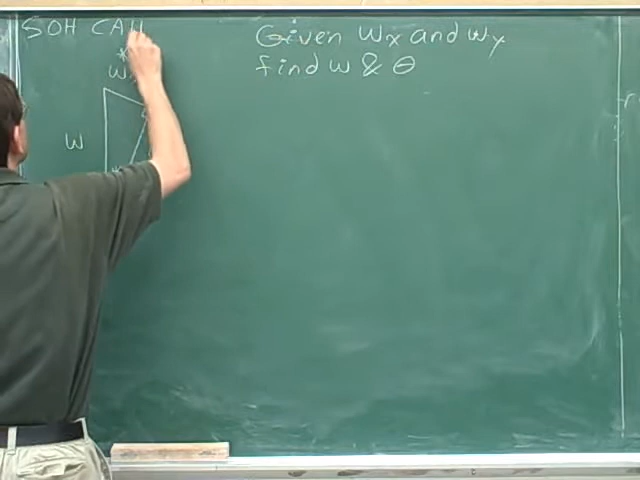 SOH CAH
Given Wx and Wy
find W & θ
*
W
W